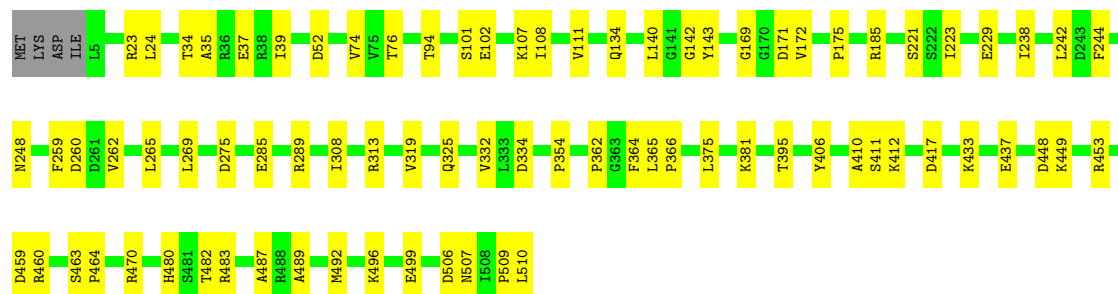 MET LYS ASP ILE L5 R23 L24 T34 A35 R36 E37 R38 I39 D52 V74 V75 T76 T94 S101 E102 K107 I108 V111 Q134 L140 G141 G142 Y143 G169 G170 D171 V172 P175 R185 S221 S222 I223 E229 I238 L242 D243 F244
N248 F259 D260 D261 V262 L265 L269 D275 E285 R289 I308 R313 V319 Q325 V332 L333 D334 P354 P362 G363 F364 L365 P366 L375 K381 T395 Y406 A410 S411 K412 D417 K433 E437 D448 K449 R453
D459 R460 S463 P464 R470 H480 S481 T482 R483 A487 R488 A489 M492 K496 E499 D506 N507 I508 P509 L510